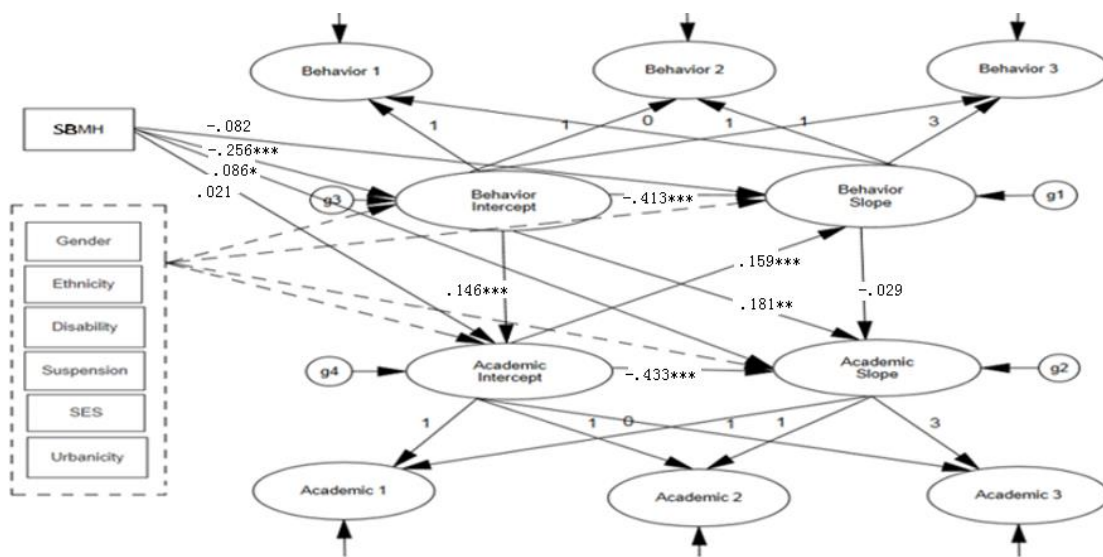 Behavior 1
Behavior 2
Behavior 3
SBMH
-.082
-.256***
.086*
.021
1
1
0
1
1
3
g3
Behavior
Intercept
-.413***
Behavior
Slope
g1
Gender
Ethnicity
Disability
Suspension
SES
Urbanicity
.146***
.159***
.181**
-.029
g4
Academic
Intercept
-.433***
Academic
Slope
g2
1
1
0
1
1
3
Academic 1
Academic 2
Academic 3